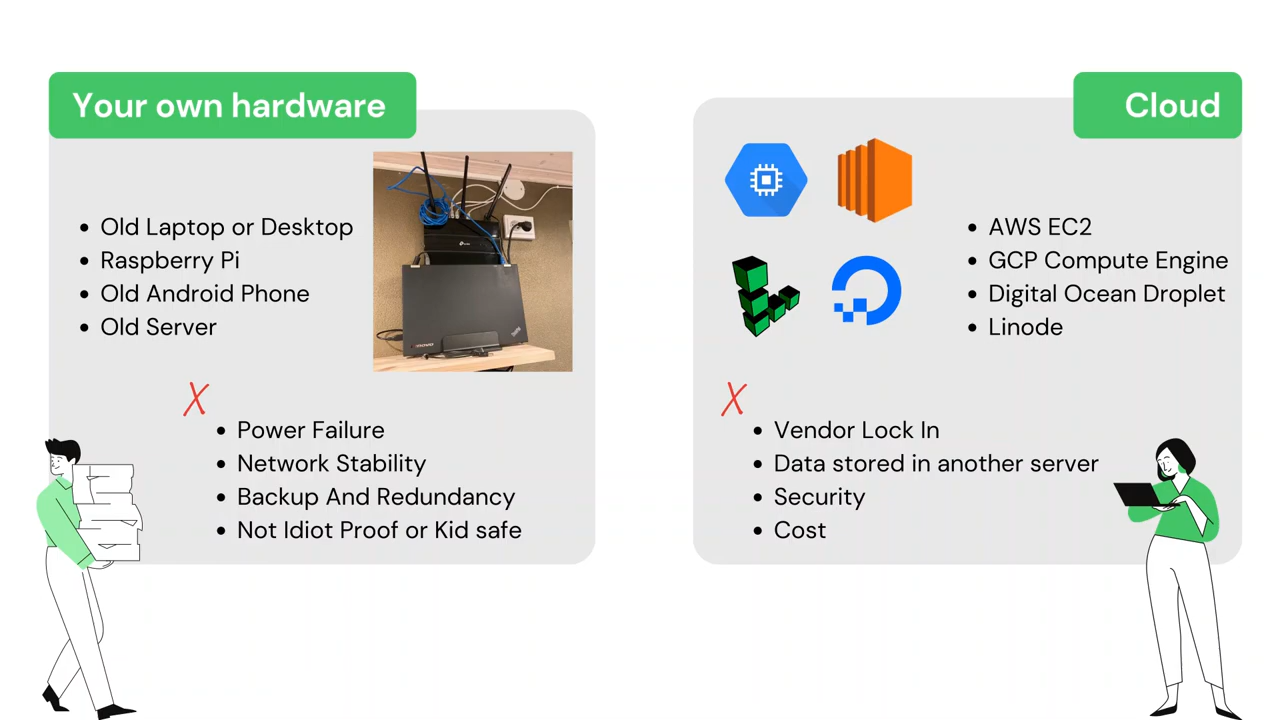 Your own hardware
Old Laptop or Desktop
Raspberry Pi
Old Android Phone
Old Server
Power Failure
Network Stability
Backup And Redundancy
Not Idiot Proof or Kid safe
Cloud
AWS EC2
GCP Compute Engine
Digital Ocean Droplet
Linode
Vendor Lock In
Data stored in another server
Security
Cost